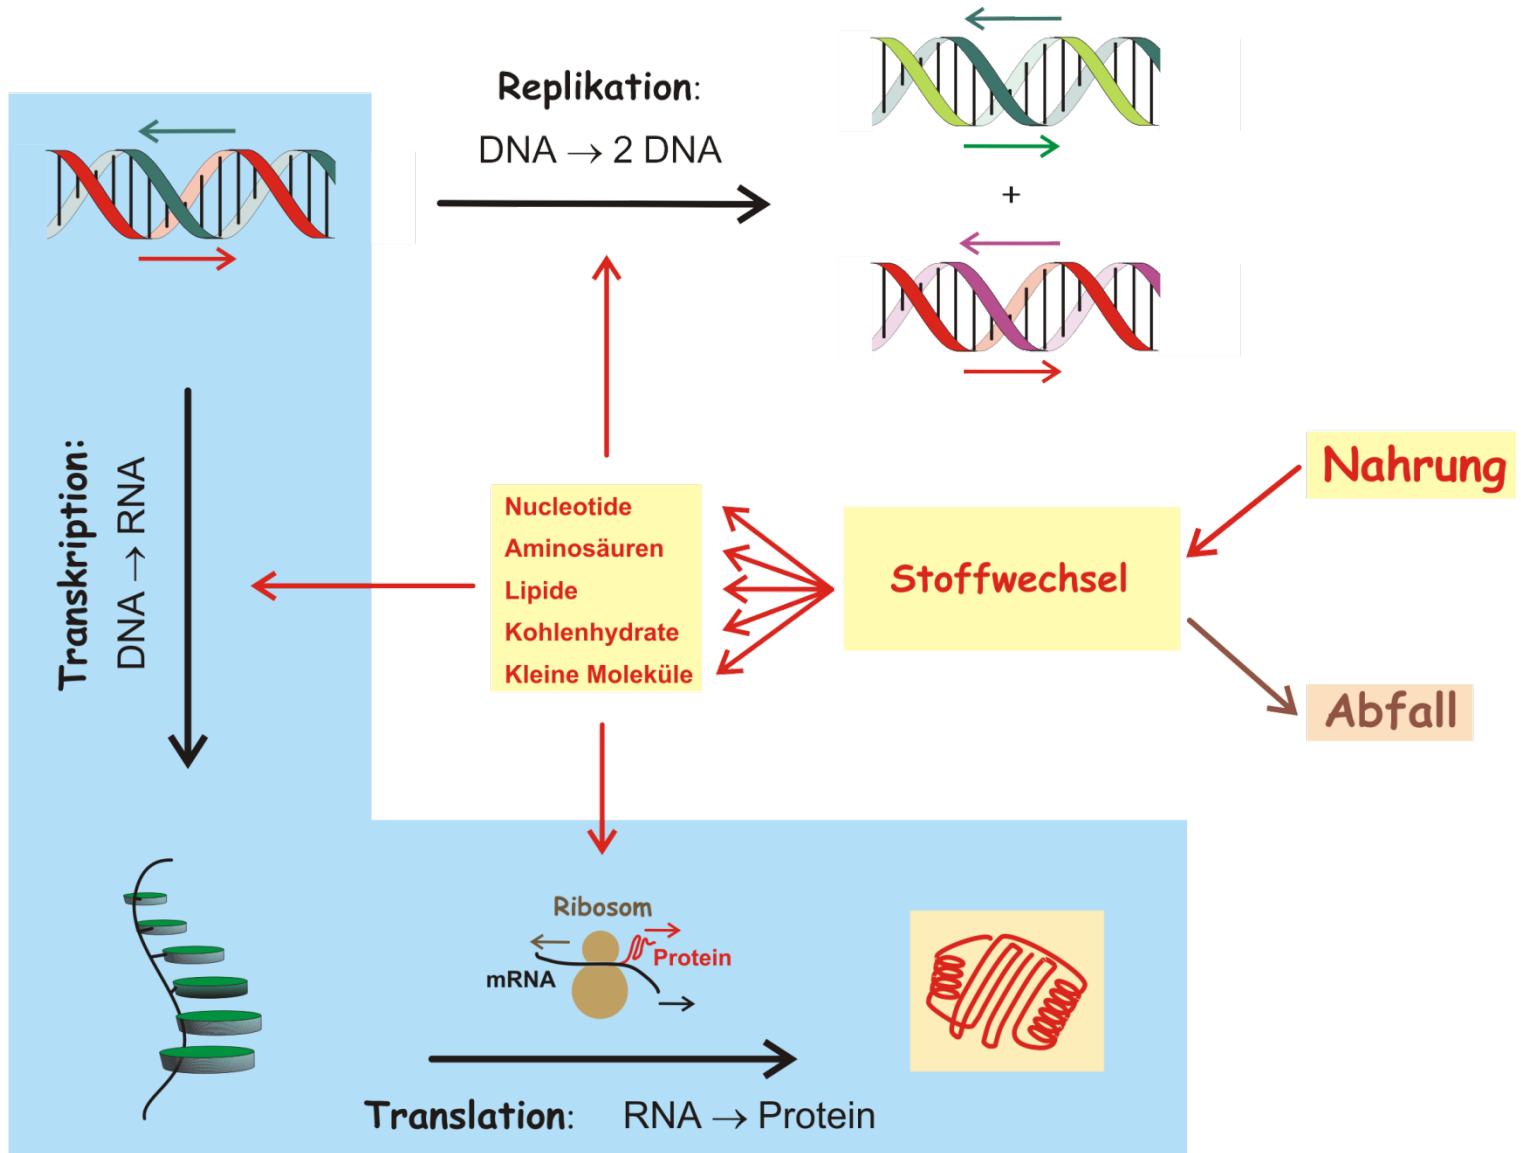 Replikation:
DNA → 2 DNA
+
Transkription:
DNA → RNA
Nucleotide
Aminosäuren
Lipide
Kohlenhydrate
Kleine Moleküle
Stoffwechsel
Nahrung
Abfall
Ribosom
Protein
mRNA
Translation: RNA → Protein